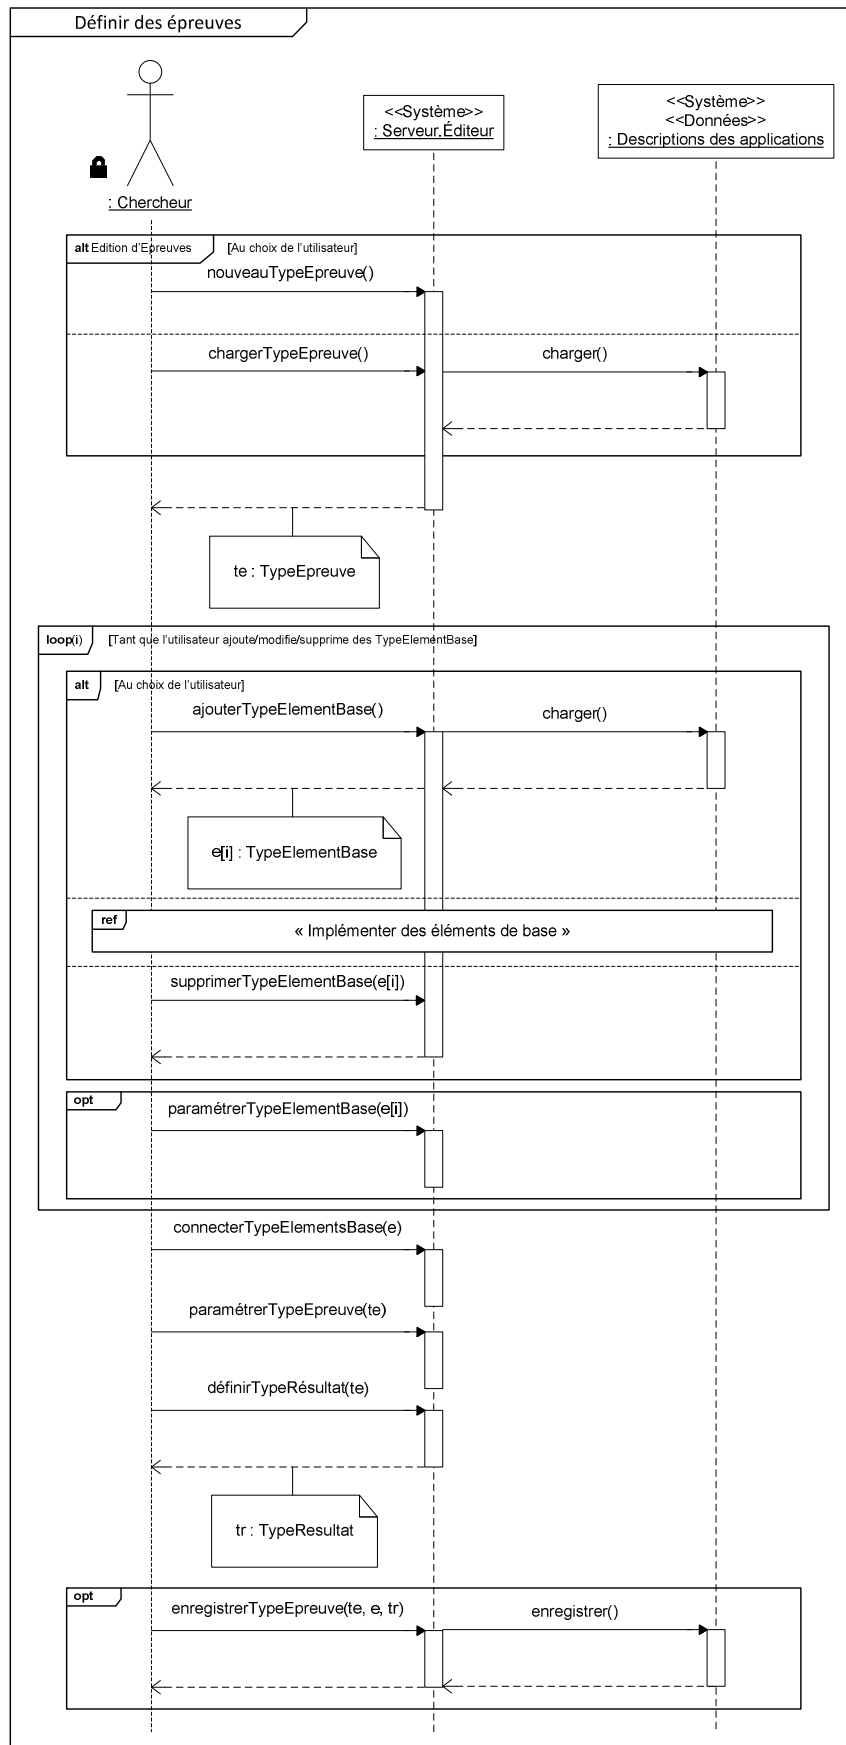 Définir des épreuves
<<Système>>
: Serveur.Éditeur
<<Système>>
<<Données>>
: Descriptions des applications
: Chercheur
alt Edition d'Epreuves [Au choix de l'utilisateur]
nouveauTypeEpreuve()
chargerTypeEpreuve() charger()
te : TypeEpreuve
loop(i) [Tant que l'utilisateur ajoute/modifie/supprime des TypeElementBase]
alt [Au choix de l'utilisateur]
ajouterTypeElementBase() charger()
e[i] : TypeElementBase
ref
« Implémenter des éléments de base »
supprimerTypeElementBase(e[i])
opt
paramétrerTypeElementBase(e[i])
connecterTypeElementsBase(e)
paramétrerTypeEpreuve(te)
définirTypeRésultat(te)
tr : TypeResultat
opt
enregistrerTypeEpreuve(te, e, tr) enregistrer()